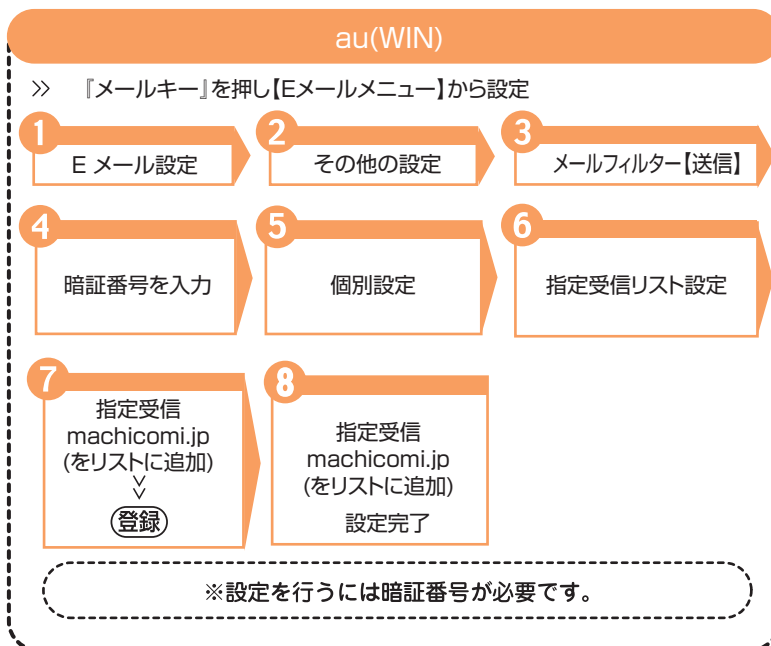 au(WIN)
≫ 『メールキー』を押し【Eメールメニュー】から設定
1
E メール設定
2
その他の設定
3
メールフィルター【送信】
4
暗証番号を入力
5
個別設定
6
指定受信リスト設定
7
指定受信
machicomi.jp
(をリストに追加)
登録
8
指定受信
machicomi.jp
(をリストに追加)
設定完了
※設定を行うには暗証番号が必要です。